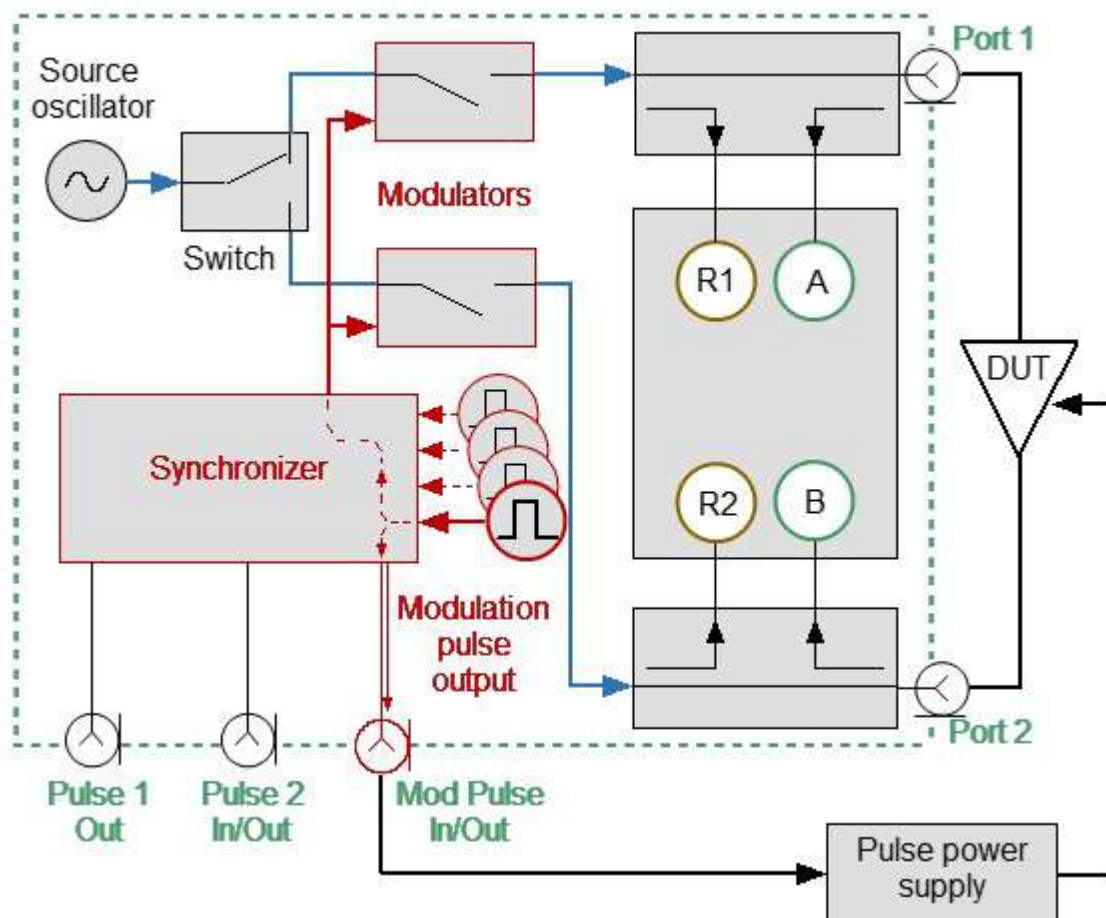 Port 1
Source
oscillator
Modulators
Switch
R1
A
DUT
Synchronizer
R2
B
Modulation
pulse
output
Port 2
Pulse 1
Out
Pulse 2
In/Out
Mod Pulse
In/Out
Pulse power
supply